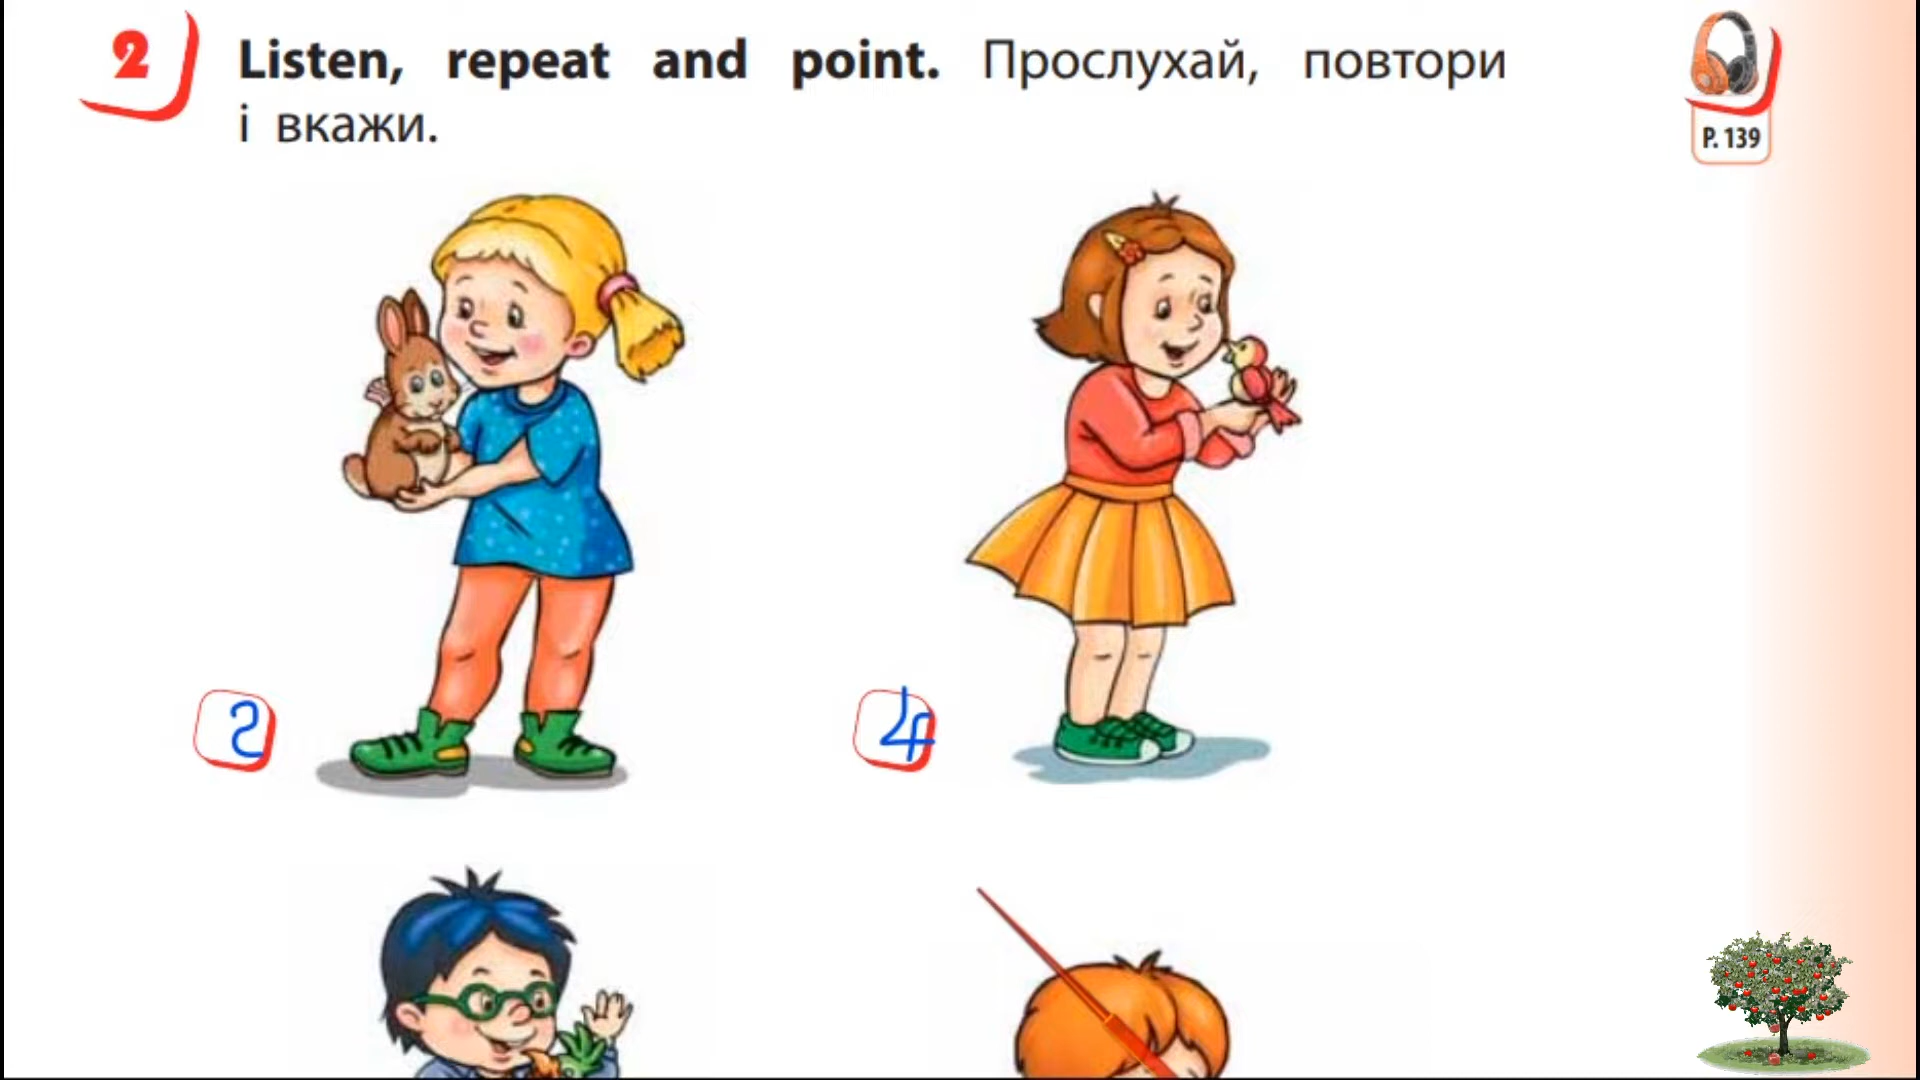 2 Listen, repeat and point. Прослухай, повтори
і вкажи.
P. 139
2
4